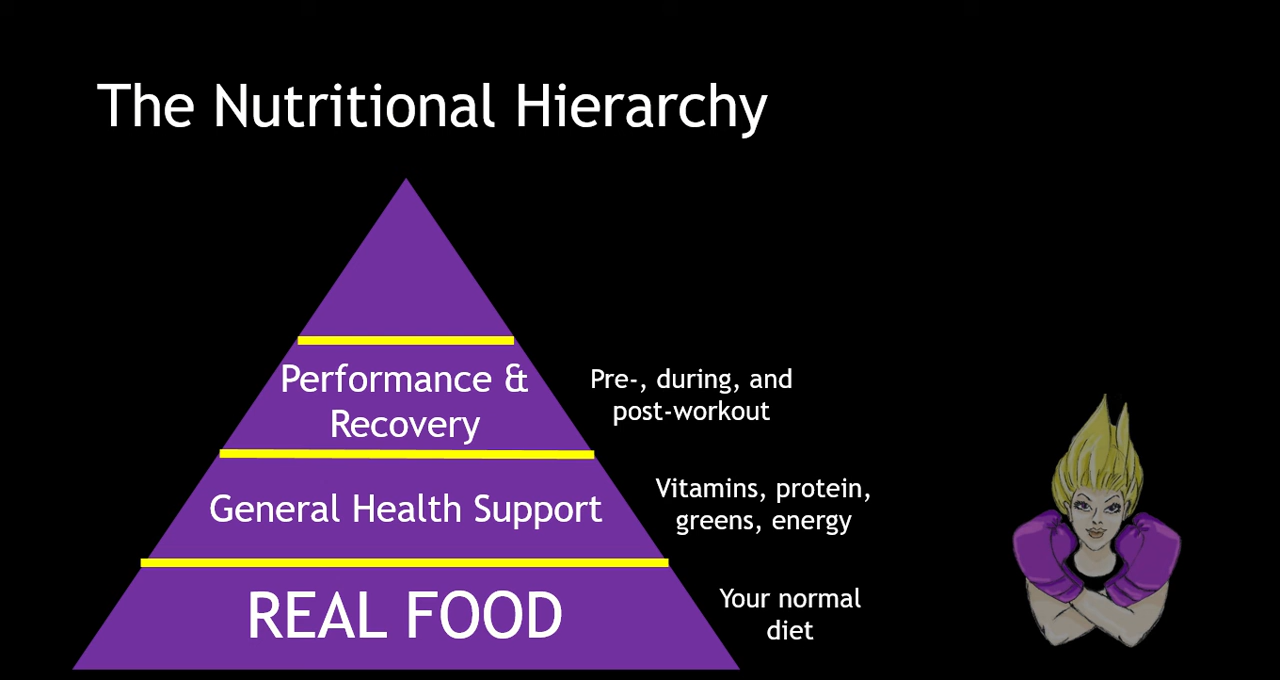 The Nutritional Hierarchy
Performance &
Recovery
Pre-, during, and
post-workout
General Health Support
Vitamins, protein,
greens, energy
REAL FOOD
Your normal
diet